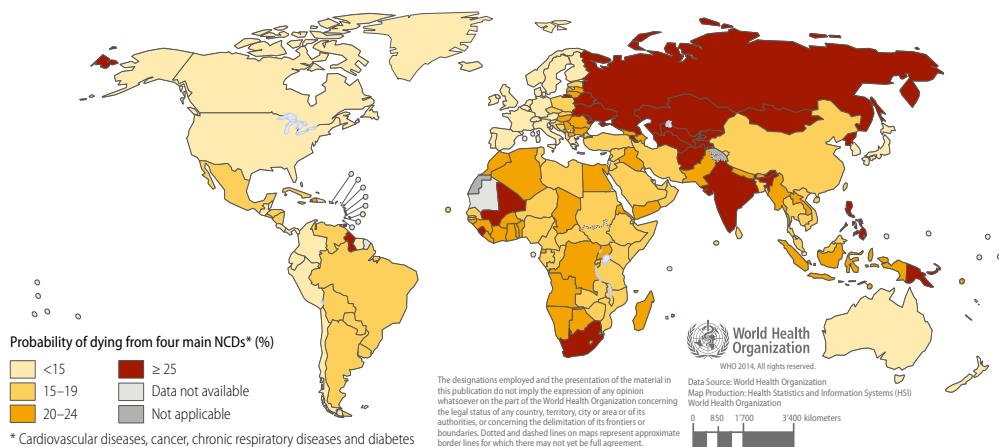 Probability of dying from four main NCDs* (%)
<15
15–19
20–24
≥ 25
Data not available
Not applicable
* Cardiovascular diseases, cancer, chronic respiratory diseases and diabetes
The designations employed and the presentation of the material in
this publication do not imply the expression of any opinion
whatsoever on the part of the World Health Organization concerning
the legal status of any country, territory, city or area or of its
authorities, or concerning the delimitation of its frontiers or
boundaries. Dotted and dashed lines on maps represent approximate
border lines for which there may not yet be full agreement.
World Health
Organization
WHO 2014, All rights reserved.
Data Source: World Health Organization
Map Production: Health Statistics and Information Systems (HSI)
World Health Organization
0 850 1'700 3'400 kilometers